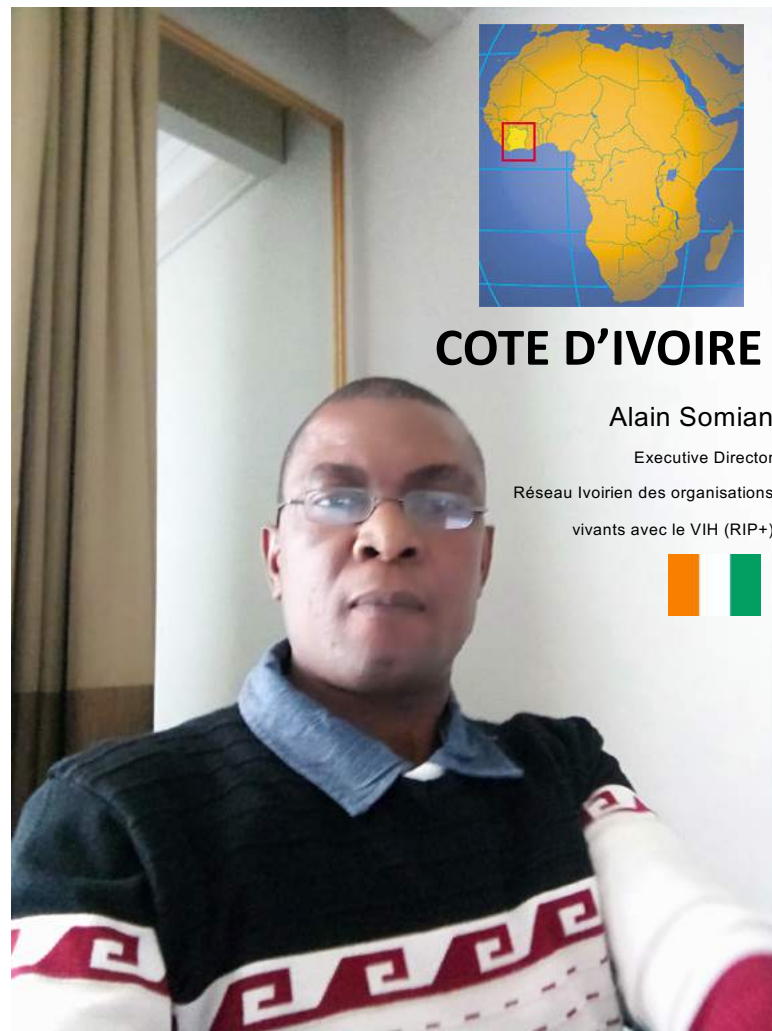 COTE D’IVOIRE
Alain Somian
Executive Director
Réseau Ivoirien des organisations
vivants avec le VIH (RIP+)